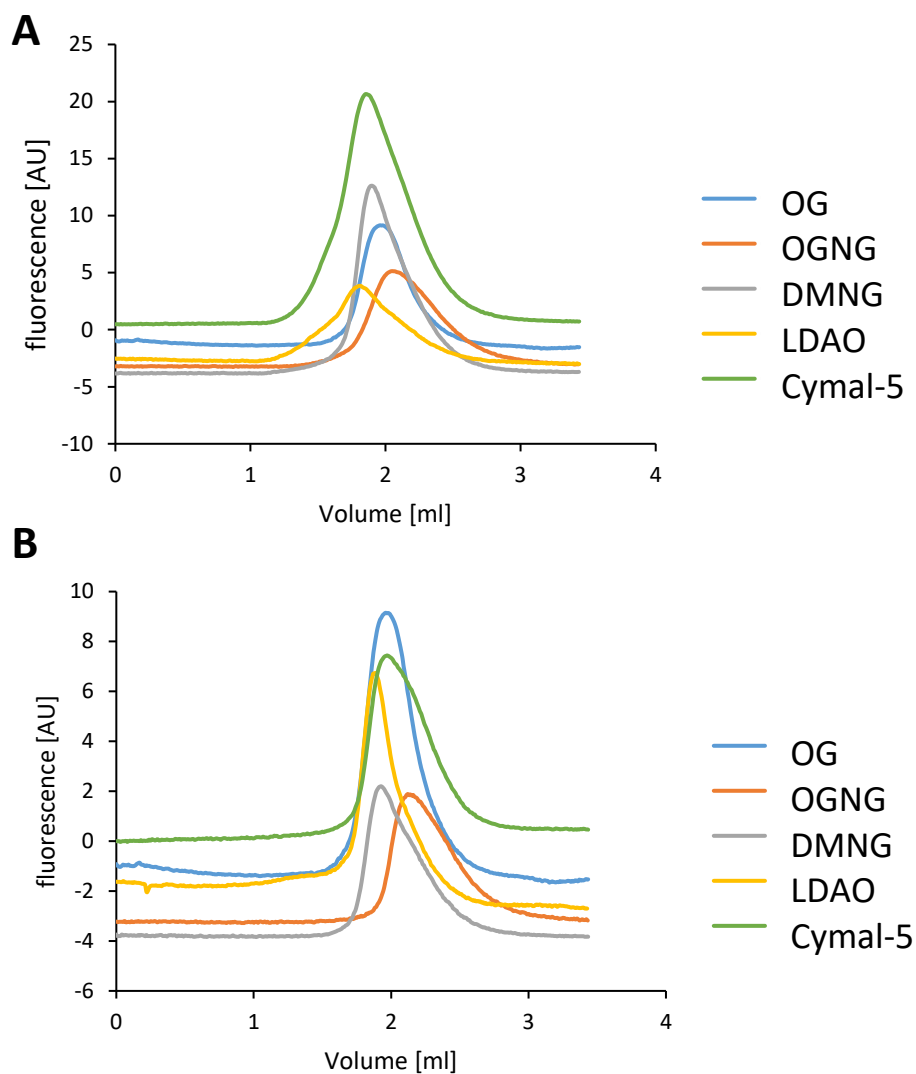 A
25
20
15
10
5
0
-5
-10
fluorescence [AU]
0 1 2 3 4
Volume [ml]
OG
OGNG
DMNG
LDAO
Cymal-5
B
10
8
6
4
2
0
-2
-4
-6
fluorescence [AU]
0 1 2 3 4
Volume [ml]
OG
OGNG
DMNG
LDAO
Cymal-5